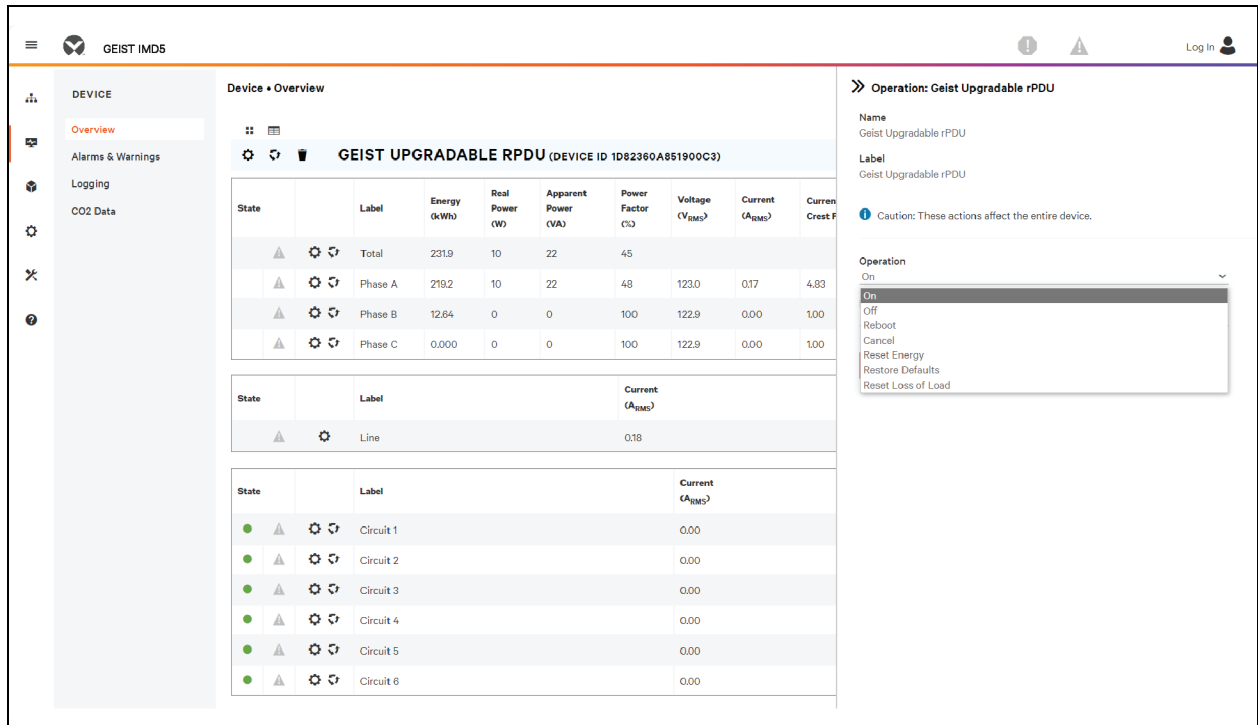 GEIST IMD5
Log In
DEVICE
Overview
Alarms & Warnings
Logging
CO2 Data
Device • Overview
GEIST UPGRADABLE RPDU (DEVICE ID 1D82360A851900C3)
State Label Energy (kWh) Real Power (W) Apparent Power (VA) Power Factor (%) Voltage (VRMS) Current (ARMS) Curren Crest F
Total 231.9 10 22 45
Phase A 219.2 10 22 48 123.0 0.17 4.83
Phase B 12.64 0 0 100 122.9 0.00 1.00
Phase C 0.000 0 0 100 122.9 0.00 1.00
State Label Current (ARMS)
Line 0.18
State Label Current (ARMS)
Circuit 1 0.00
Circuit 2 0.00
Circuit 3 0.00
Circuit 4 0.00
Circuit 5 0.00
Circuit 6 0.00
Operation: Geist Upgradable rPDU
Name
Geist Upgradable rPDU
Label
Geist Upgradable rPDU
Caution: These actions affect the entire device.
Operation
On
On
Off
Reboot
Cancel
Reset Energy
Restore Defaults
Reset Loss of Load